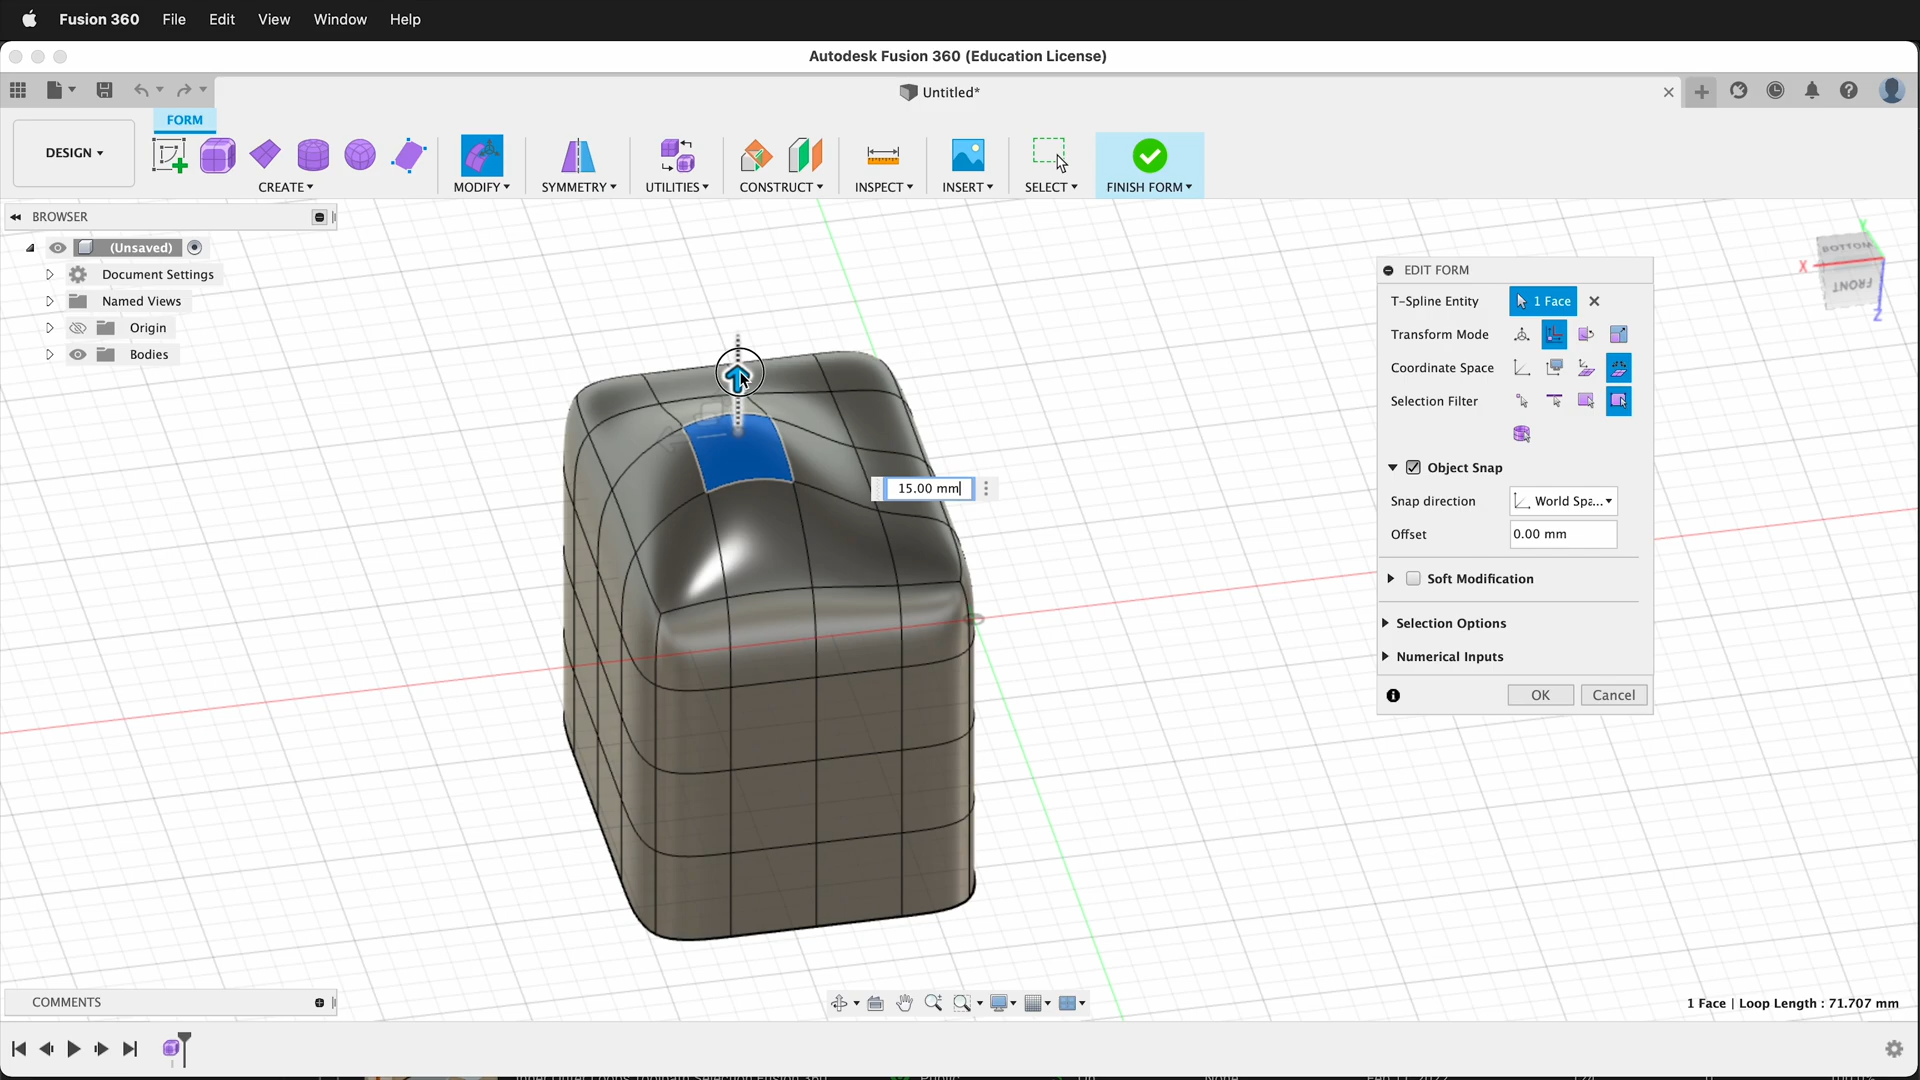 Fusion 360 File Edit View Window Help
Autodesk Fusion 360 (Education License)
Untitled*
FORM
DESIGN
CREATE MODIFY SYMMETRY UTILITIES CONSTRUCT INSPECT INSERT SELECT FINISH FORM
BROWSER
(Unsaved)
Document Settings
Named Views
Origin
Bodies
BOTTOM
FRONT
X
Y
Z
EDIT FORM
T-Spline Entity 1 Face
Transform Mode
Coordinate Space
Selection Filter
Object Snap
Snap direction World Spa...
Offset 0.00 mm
Soft Modification
Selection Options
Numerical Inputs
OK Cancel
15.00 mm
COMMENTS
1 Face | Loop Length : 71.707 mm